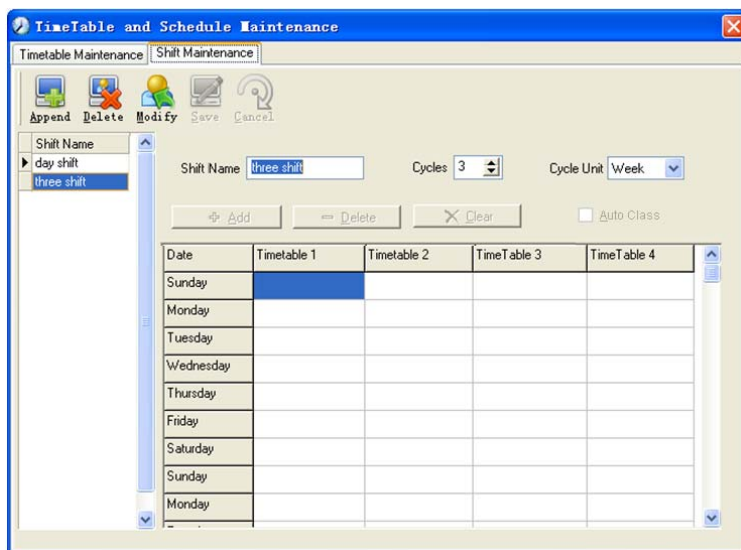 TimeTable and Schedule Maintenance
Timetable Maintenance Shift Maintenance
Append Delete Modify Save Cancel
Shift Name
day shift
three shift
Shift Name three shift Cycles 3 Cycle Unit Week
Add Delete Clear Auto Class
Date Timetable 1 Timetable 2 TimeTable 3 TimeTable 4
Sunday
Monday
Tuesday
Wednesday
Thursday
Friday
Saturday
Sunday
Monday